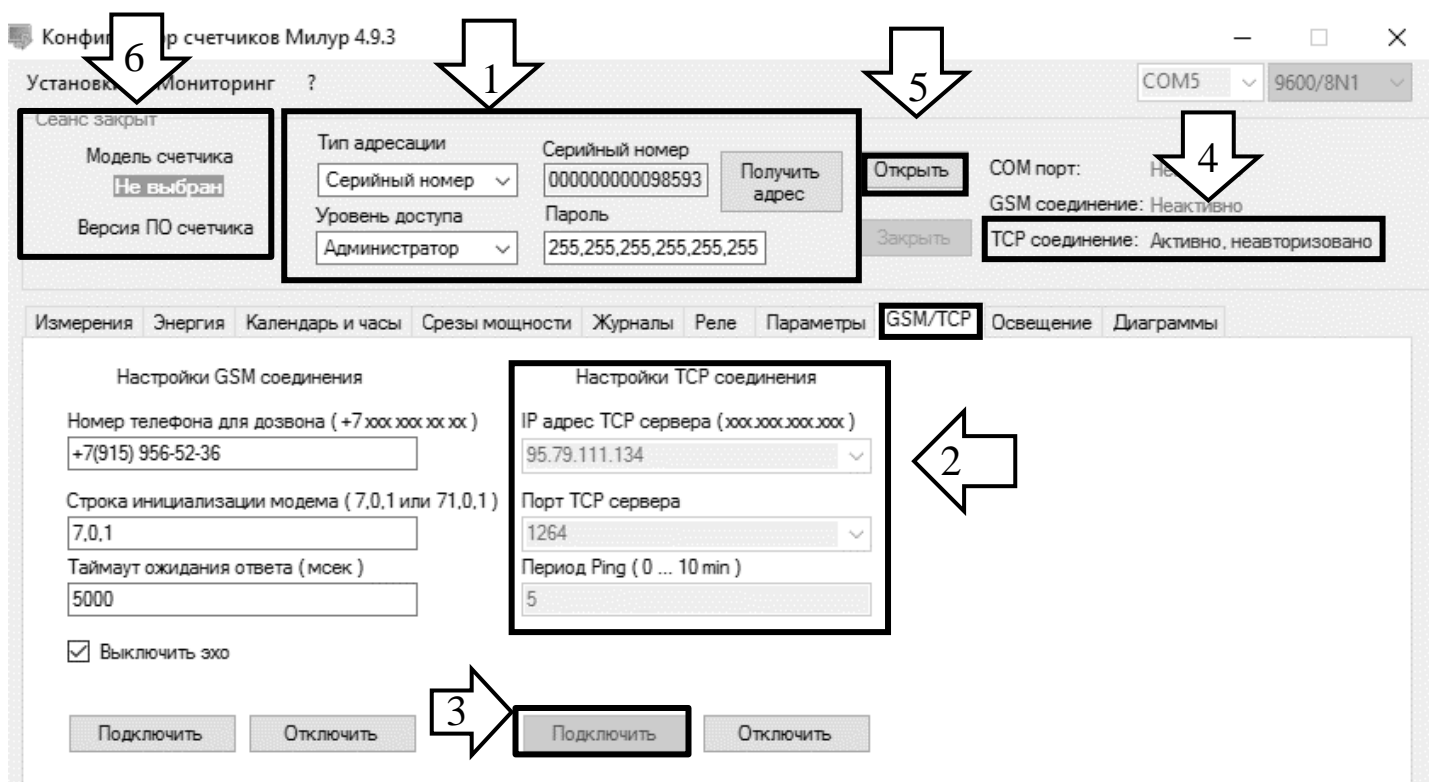 6
1
5
4
Милур 4.9.3
Мониторинг ?
COM5 9600/8N1
Сеанс закрыт
Модель счетчика
Не выбран
Версия ПО счетчика
Тип адресации
Серийный номер
Серийный номер
000000000098593
Получить
адрес
Уровень доступа
Администратор
Пароль
255,255,255,255,255,255
Открыть
Закрыть
COM порт:
GSM соединение: Неактивно
TCP соединение: Активно, неавторизовано
Измерения Энергия Календарь и часы Срезы мощности Журналы Реле Параметры GSM/TCP Освещение Диаграммы
Настройки GSM соединения
Номер телефона для дозвона ( +7 xxx xxx xx xx )
+7(915) 956-52-36
Строка инициализации модема ( 7,0,1 или 71,0,1 )
7,0,1
Таймаут ожидания ответа ( мсек )
5000
Выключить эхо
Подключить Отключить
Настройки TCP соединения
IP адрес TCP сервера ( xxx.xxx.xxx.xxx )
95.79.111.134
Порт TCP сервера
1264
Период Ping ( 0 ... 10 min )
5
2
3
Подключить Отключить